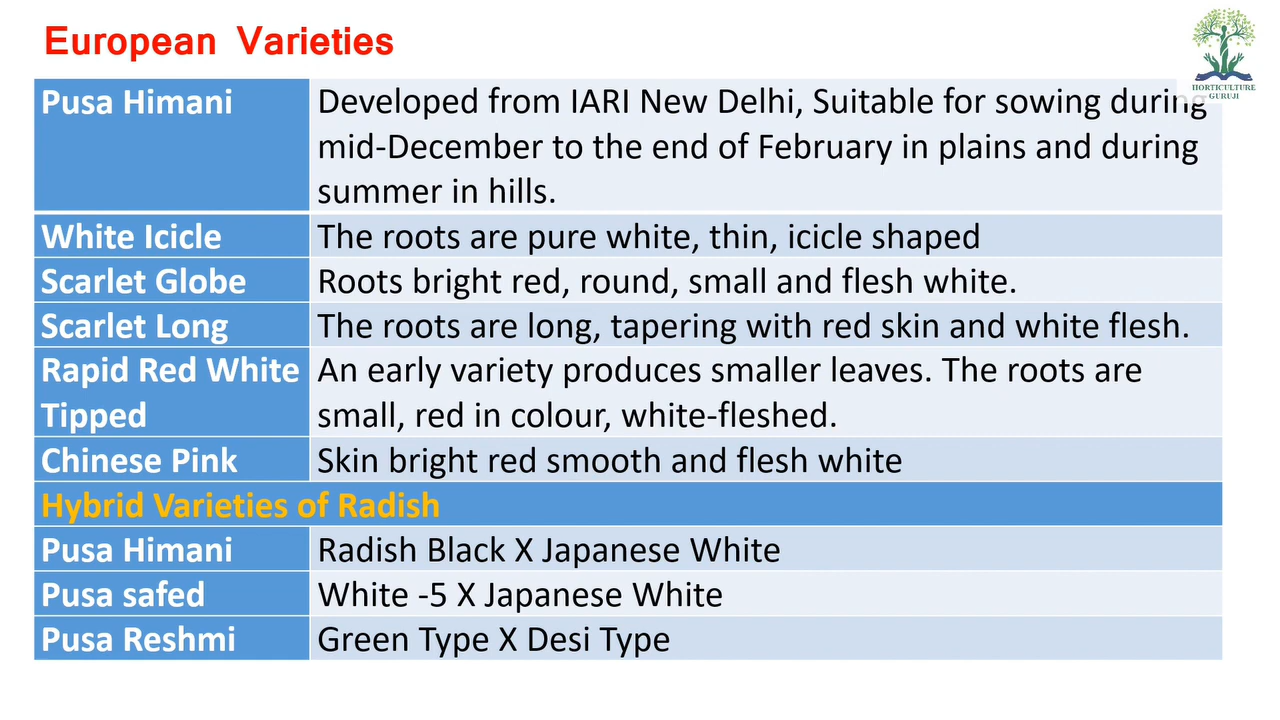 European Varieties
HORTICULTURE
GURUJI
Pusa Himani
Developed from IARI New Delhi, Suitable for sowing during
mid-December to the end of February in plains and during
summer in hills.
White Icicle
The roots are pure white, thin, icicle shaped
Scarlet Globe
Roots bright red, round, small and flesh white.
Scarlet Long
The roots are long, tapering with red skin and white flesh.
Rapid Red White
Tipped
An early variety produces smaller leaves. The roots are
small, red in colour, white-fleshed.
Chinese Pink
Skin bright red smooth and flesh white
Hybrid Varieties of Radish
Pusa Himani
Radish Black X Japanese White
Pusa safed
White -5 X Japanese White
Pusa Reshmi
Green Type X Desi Type